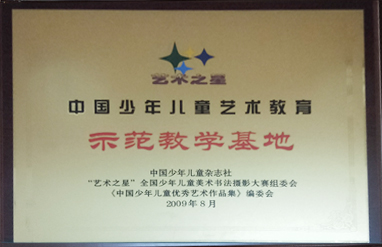 艺术之星
中国少年儿童艺术教育
示范教学基地
中国少年儿童杂志社
“艺术之星”全国少年儿童美术书法摄影大赛组委会
《中国少年儿童优秀艺术作品集》编委会
2009年8月